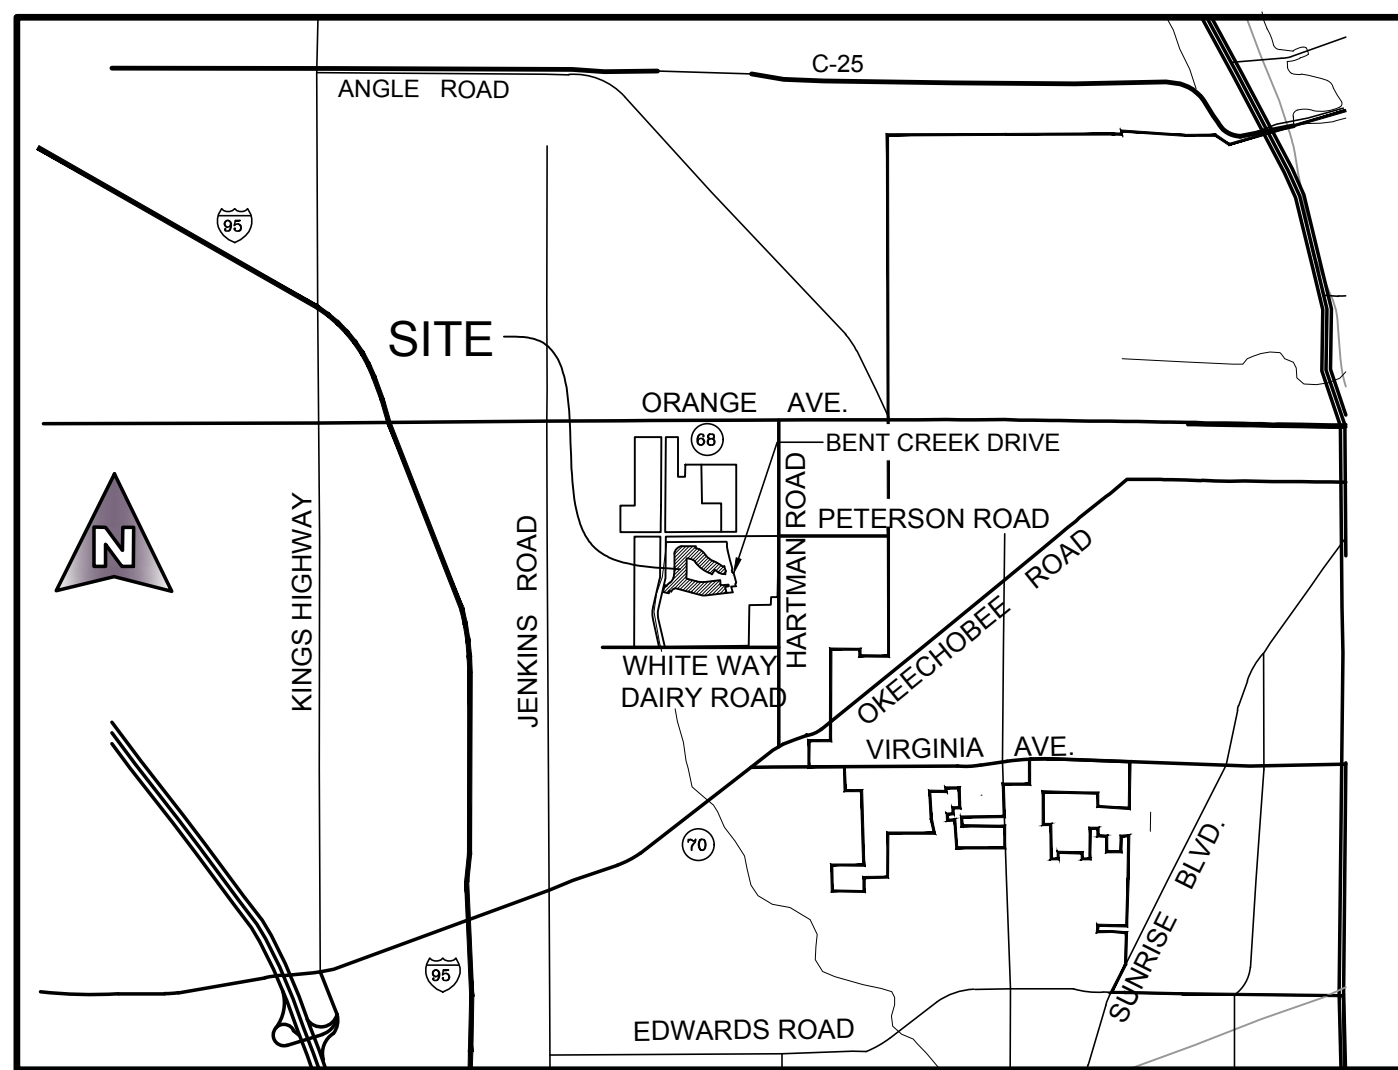 C-25
ANGLE ROAD
95
SITE
ORANGE AVE.
68
BENT CREEK DRIVE
N
KINGS HIGHWAY
JENKINS ROAD
HARTMAN ROAD
PETERSON ROAD
OKEECHOBEE ROAD
WHITE WAY
DAIRY ROAD
VIRGINIA AVE.
70
SUNRISE BLVD.
95
EDWARDS ROAD